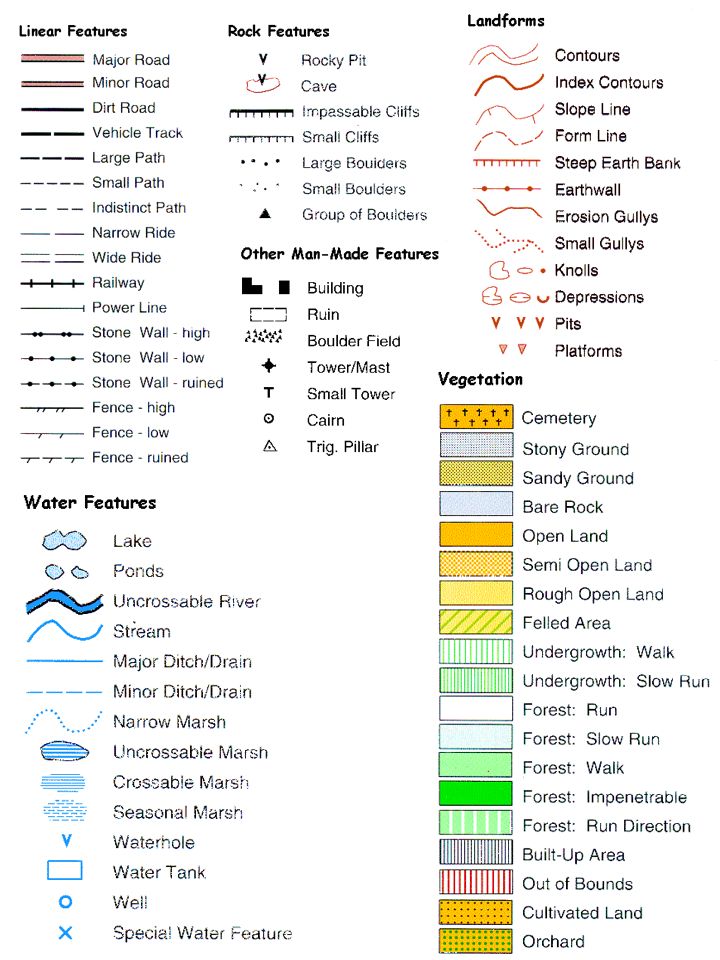 Linear Features
Major Road
Minor Road
Dirt Road
Vehicle Track
Large Path
Small Path
Indistinct Path
Narrow Ride
Wide Ride
Railway
Power Line
Stone Wall - high
Stone Wall - low
Stone Wall - ruined
Fence - high
Fence - low
Fence - ruined
Rock Features
Rocky Pit
Cave
Impassable Cliffs
Small Cliffs
Large Boulders
Small Boulders
Group of Boulders
Other Man-Made Features
Building
Ruin
Boulder Field
Tower/Mast
Small Tower
Cairn
Trig. Pillar
Landforms
Contours
Index Contours
Slope Line
Form Line
Steep Earth Bank
Earthwall
Erosion Gullys
Small Gullys
Knolls
Depressions
Pits
Platforms
Water Features
Lake
Ponds
Uncrossable River
Stream
Major Ditch/Drain
Minor Ditch/Drain
Narrow Marsh
Uncrossable Marsh
Crossable Marsh
Seasonal Marsh
Waterhole
Water Tank
Well
Special Water Feature
Vegetation
Cemetery
Stony Ground
Sandy Ground
Bare Rock
Open Land
Semi Open Land
Rough Open Land
Felled Area
Undergrowth: Walk
Undergrowth: Slow Run
Forest: Run
Forest: Slow Run
Forest: Walk
Forest: Impenetrable
Forest: Run Direction
Built-Up Area
Out of Bounds
Cultivated Land
Orchard